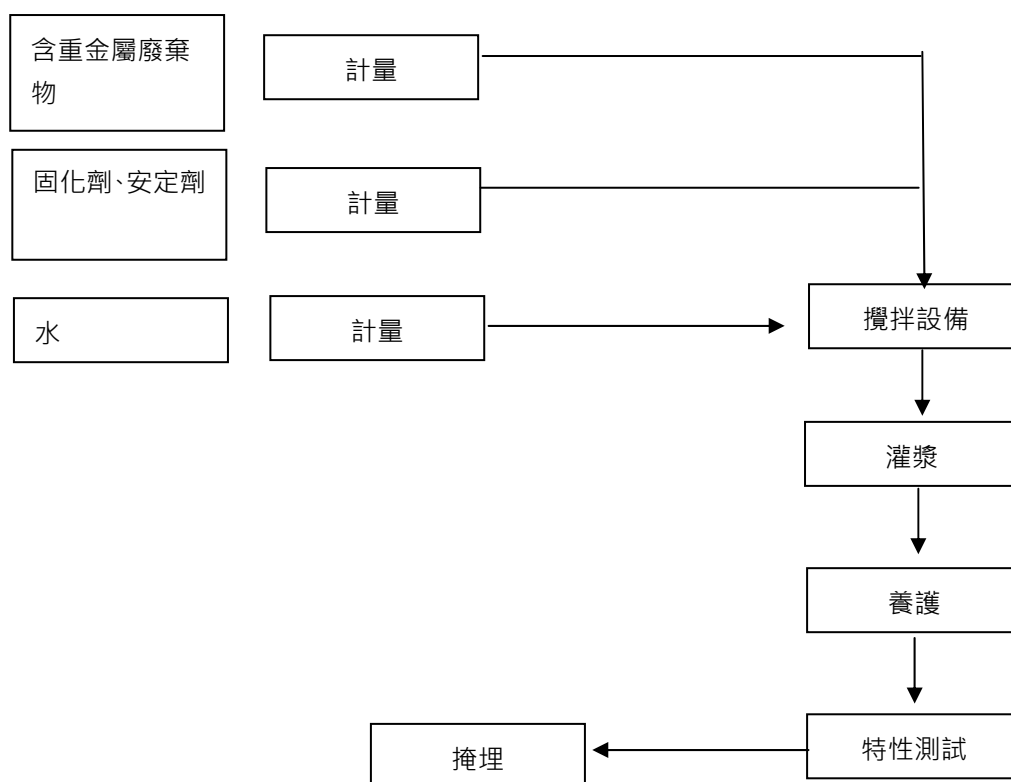 含重金屬廢棄
物
計量
固化劑、安定劑
計量
水
計量
攪拌設備
灌漿
養護
特性測試
掩埋